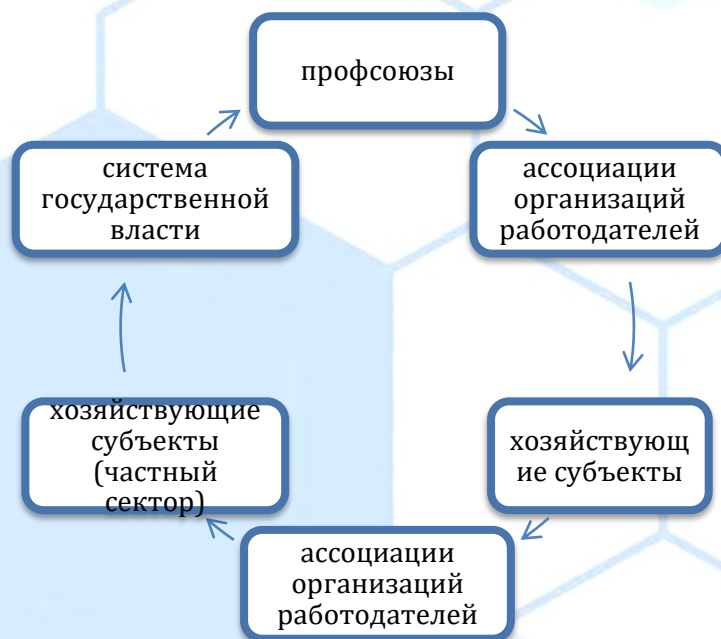 профсоюзы
ассоциации
организаций
работодателей
хозяйствующ
ие субъекты
ассоциации
организаций
работодателей
хозяйствующие
субъекты
(частный
сектор)
система
государственной
власти